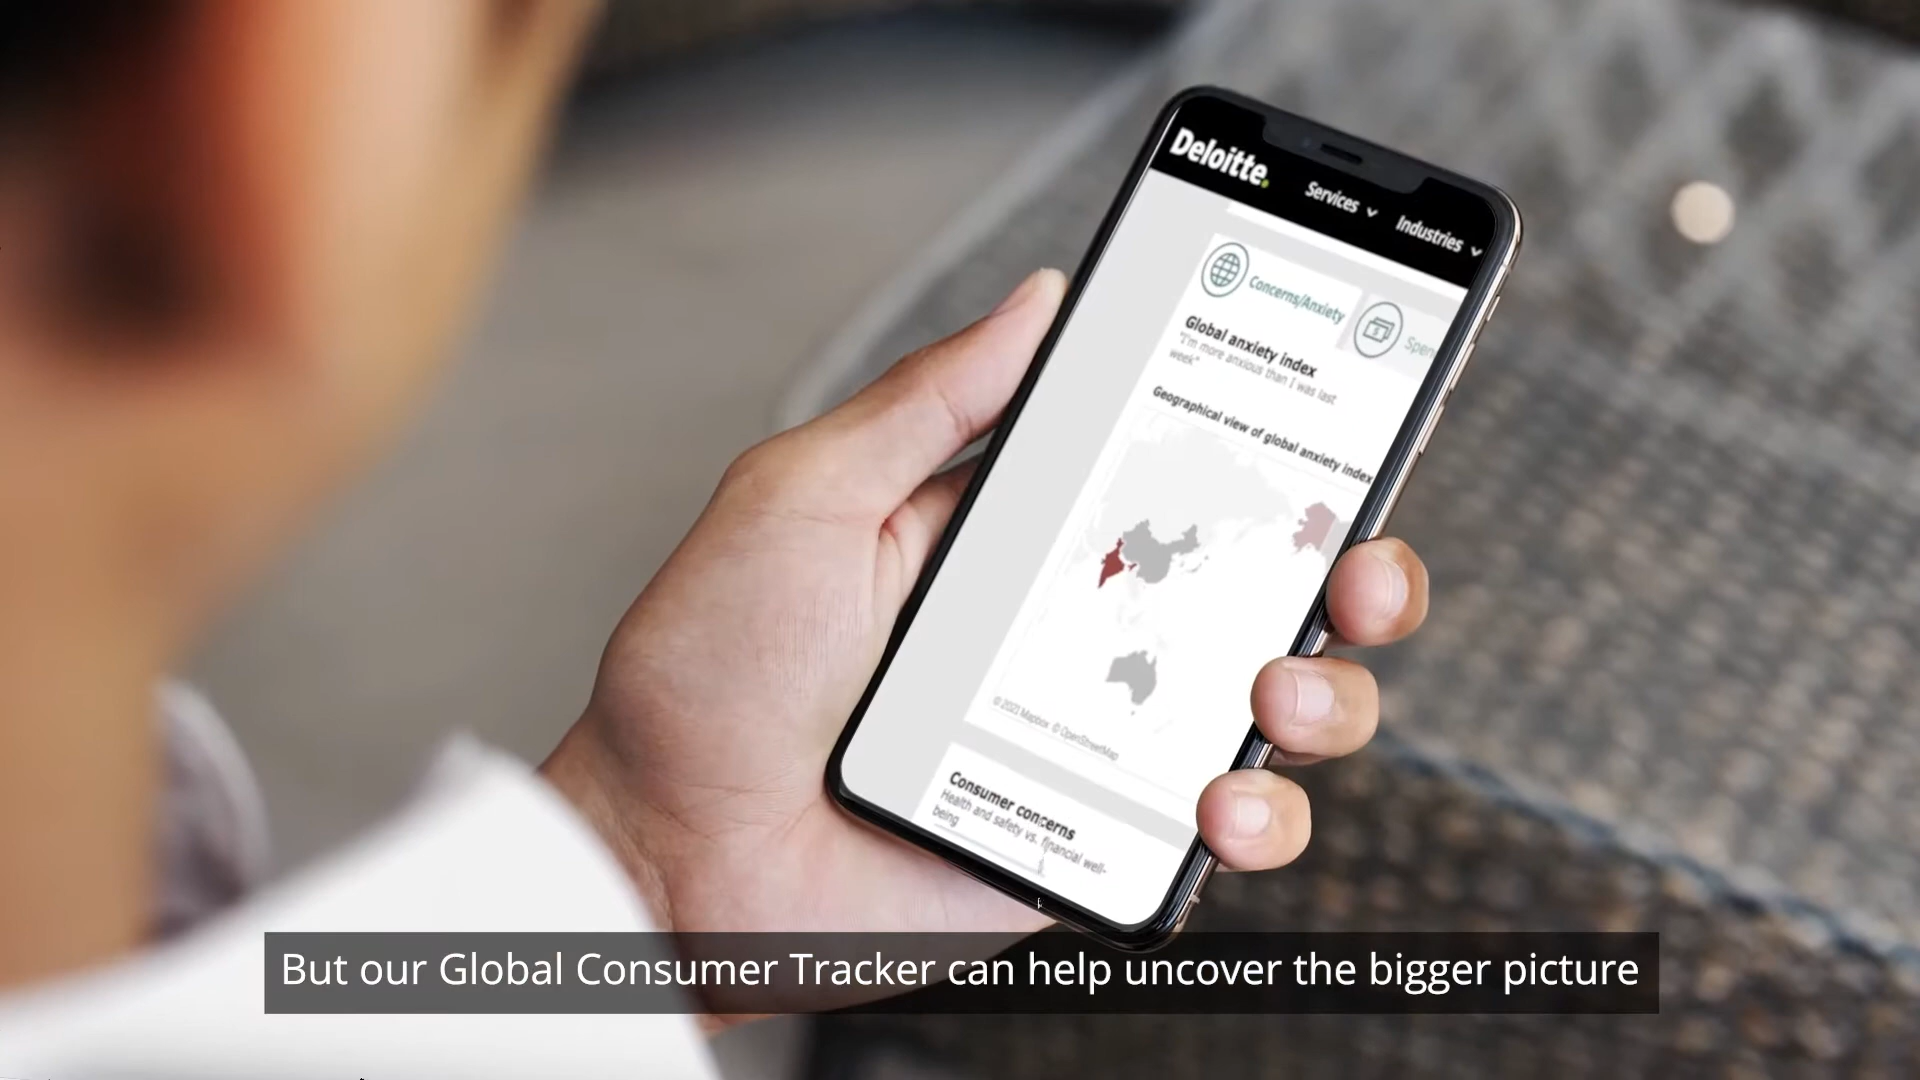 Deloitte.
Services
Industries
Concerns/Anxiety
Global anxiety index
"I'm more anxious than I was last
week"
Geographical view of global anxiety index
© 2021 Mapbox © OpenStreetMap
Consumer concerns
Health and safety vs. financial well-
being
But our Global Consumer Tracker can help uncover the bigger picture